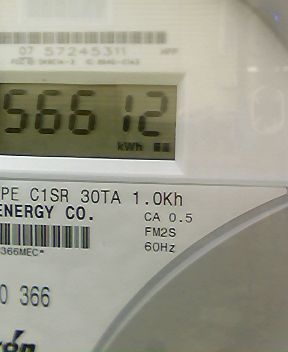 07 57245311
56612
kWh
PE C1SR 30TA 1.0Kh
ENERGY CO.
CA 0.5
FM2S
60Hz
366MEC*
0 366
rón